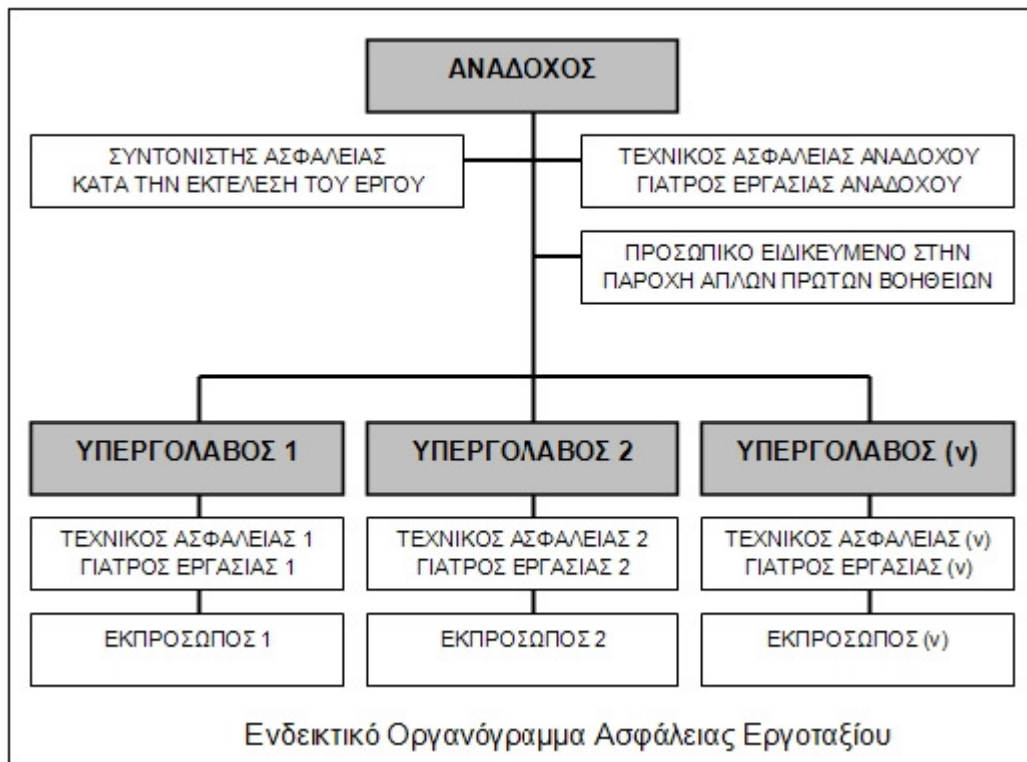 ΑΝΑΔΟΧΟΣ
ΣΥΝΤΟΝΙΣΤΗΣ ΑΣΦΑΛΕΙΑΣ
ΚΑΤΑ ΤΗΝ ΕΚΤΕΛΕΣΗ ΤΟΥ ΕΡΓΟΥ
ΤΕΧΝΙΚΟΣ ΑΣΦΑΛΕΙΑΣ ΑΝΑΔΟΧΟΥ
ΓΙΑΤΡΟΣ ΕΡΓΑΣΙΑΣ ΑΝΑΔΟΧΟΥ
ΠΡΟΣΩΠΙΚΟ ΕΙΔΙΚΕΥΜΕΝΟ ΣΤΗΝ
ΠΑΡΟΧΗ ΑΠΛΩΝ ΠΡΩΤΩΝ ΒΟΗΘΕΙΩΝ
ΥΠΕΡΓΟΛΑΒΟΣ 1
ΤΕΧΝΙΚΟΣ ΑΣΦΑΛΕΙΑΣ 1
ΓΙΑΤΡΟΣ ΕΡΓΑΣΙΑΣ 1
ΕΚΠΡΟΣΩΠΟΣ 1
ΥΠΕΡΓΟΛΑΒΟΣ 2
ΤΕΧΝΙΚΟΣ ΑΣΦΑΛΕΙΑΣ 2
ΓΙΑΤΡΟΣ ΕΡΓΑΣΙΑΣ 2
ΕΚΠΡΟΣΩΠΟΣ 2
ΥΠΕΡΓΟΛΑΒΟΣ (ν)
ΤΕΧΝΙΚΟΣ ΑΣΦΑΛΕΙΑΣ (ν)
ΓΙΑΤΡΟΣ ΕΡΓΑΣΙΑΣ (ν)
ΕΚΠΡΟΣΩΠΟΣ (ν)
Ενδεικτικό Οργανόγραμμα Ασφάλειας Εργοταξίου